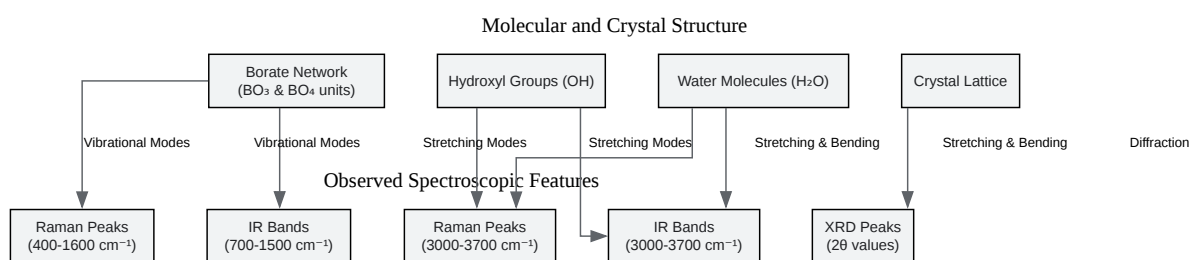 Molecular and Crystal Structure
Borate Network
(BO₃ & BO₄ units)
Hydroxyl Groups (OH)
Water Molecules (H₂O)
Crystal Lattice
Vibrational Modes
Vibrational Modes
Stretching Modes
Stretching Modes
Stretching & Bending
Stretching & Bending
Diffraction
Observed Spectroscopic Features
Raman Peaks
(400-1600 cm⁻¹)
IR Bands
(700-1500 cm⁻¹)
Raman Peaks
(3000-3700 cm⁻¹)
IR Bands
(3000-3700 cm⁻¹)
XRD Peaks
(2θ values)